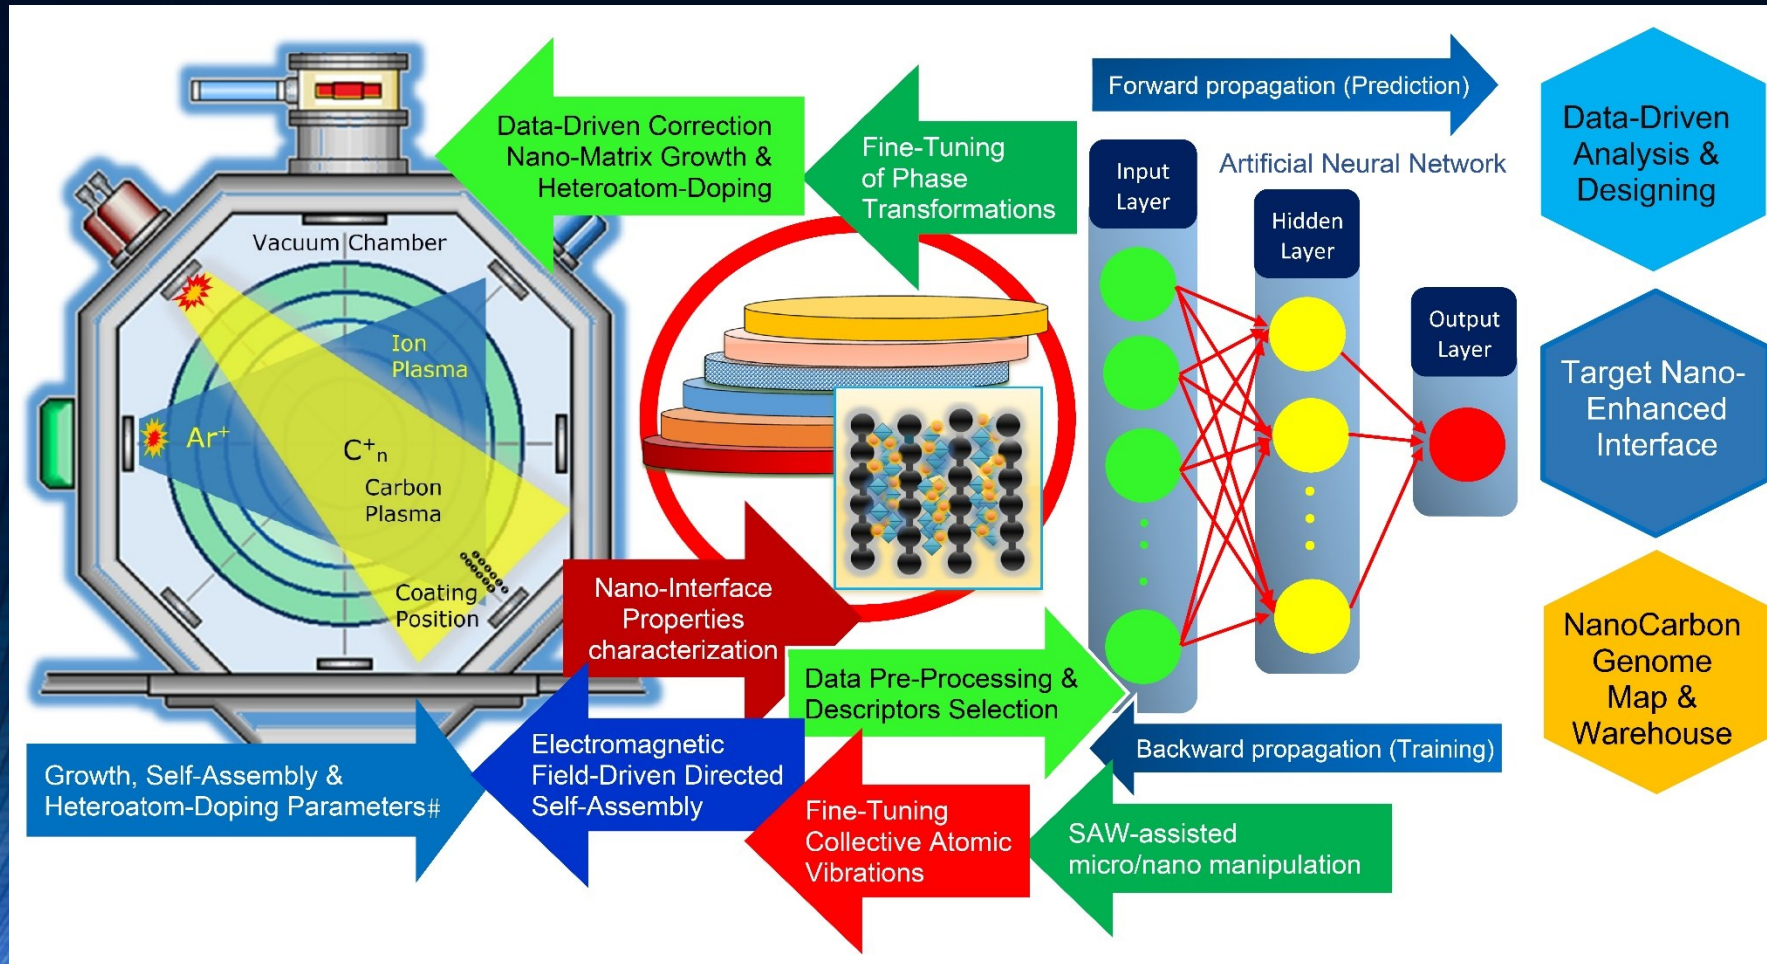 Data-Driven Correction
Nano-Matrix Growth &
Heteroatom-Doping
Fine-Tuning
of Phase
Transformations
Forward propagation (Prediction)
Artificial Neural Network
Input
Layer
Hidden
Layer
Output
Layer
Data-Driven
Analysis &
Designing
Target Nano-
Enhanced
Interface
NanoCarbon
Genome
Map &
Warehouse
Vacuum Chamber
Ion
Plasma
Ar⁺
C⁺ₙ
Carbon
Plasma
Coating
Position
Nano-Interface
Properties
characterization
Data Pre-Processing &
Descriptors Selection
Backward propagation (Training)
Growth, Self-Assembly &
Heteroatom-Doping Parameters#
Electromagnetic
Field-Driven Directed
Self-Assembly
Fine-Tuning
Collective Atomic
Vibrations
SAW-assisted
micro/nano manipulation